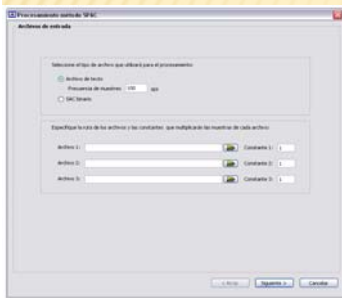 Procesamiento método SPAC
Archivos de entrada
Seleccione el tipo de archivo que utilizará para el procesamiento:
Archivo de texto
Frecuencia de muestreo: 100
SAC binario
Especifique la ruta de los archivos y las constantes que multiplicarán las muestras de cada archivo:
Archivo 1: Constante 1: 1
Archivo 2: Constante 2: 1
Archivo 3: Constante 3: 1
Siguiente > Cancelar